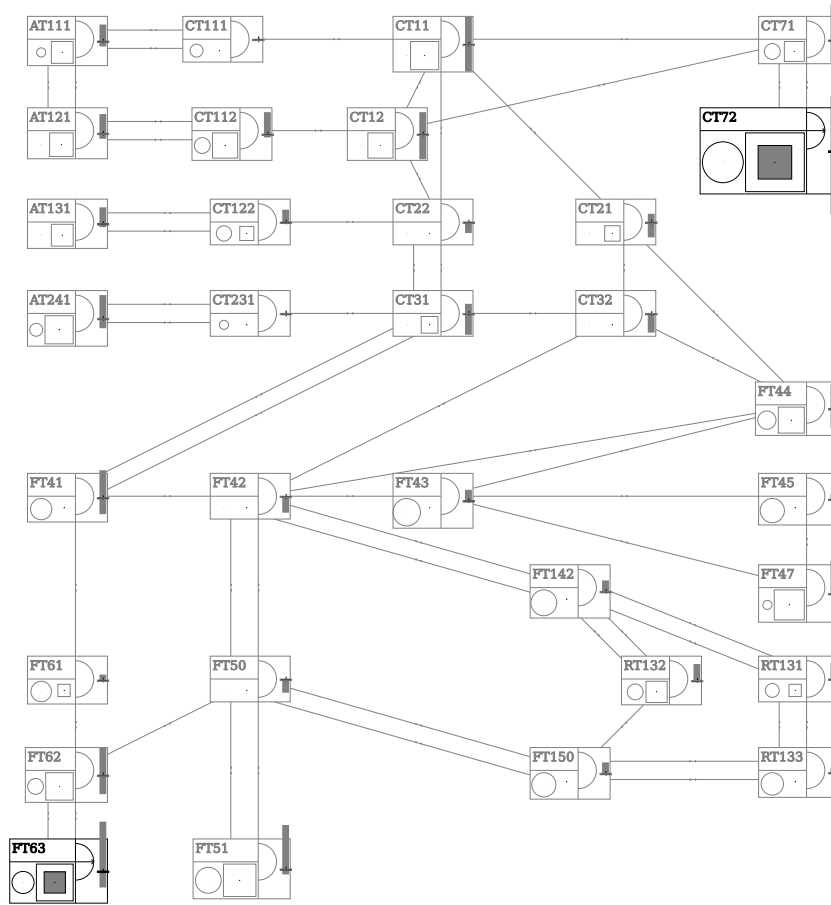 AT111
CT111
CT11
CT71
AT121
CT112
CT12
CT72
AT131
CT122
CT22
CT21
AT241
CT231
CT31
CT32
FT44
FT41
FT42
FT43
FT45
FT142
FT47
FT61
FT50
RT132
RT131
FT62
FT150
RT133
FT63
FT51